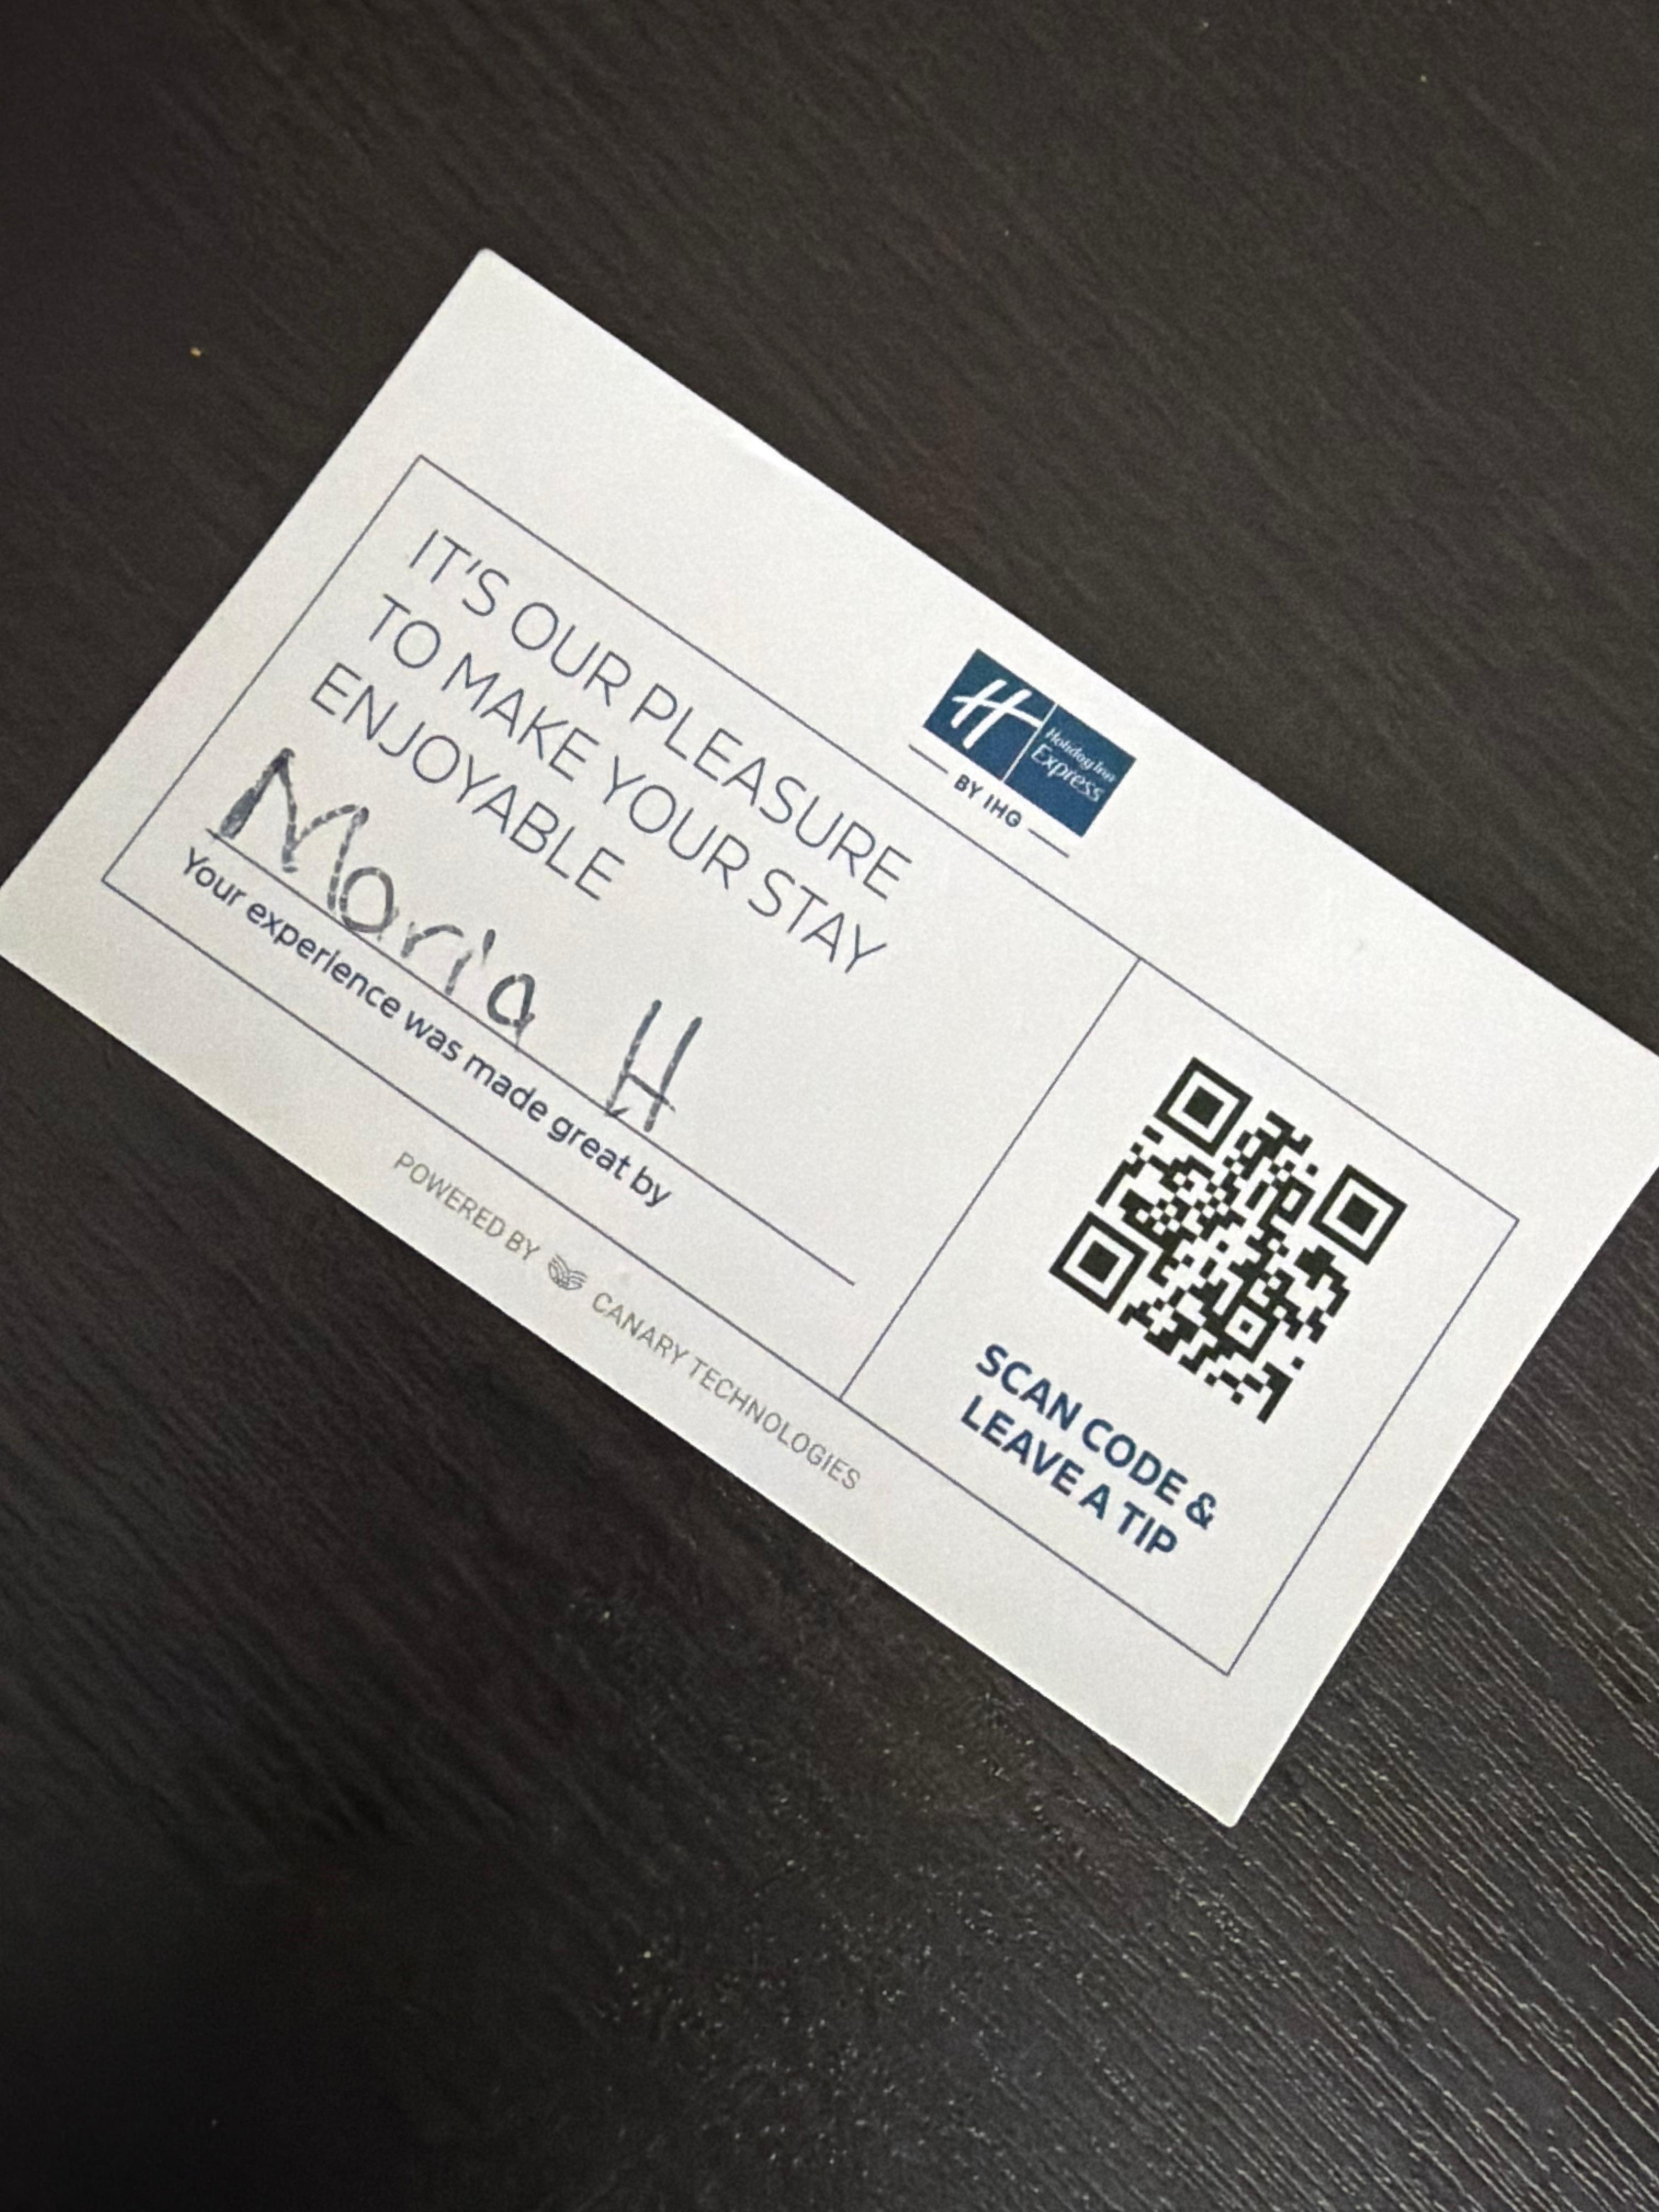 Holiday Inn
Express
BY IHG
IT'S OUR PLEASURE
TO MAKE YOUR STAY
ENJOYABLE
Maria H
Your experience was made great by
SCAN CODE &
LEAVE A TIP
POWERED BY CANARY TECHNOLOGIES